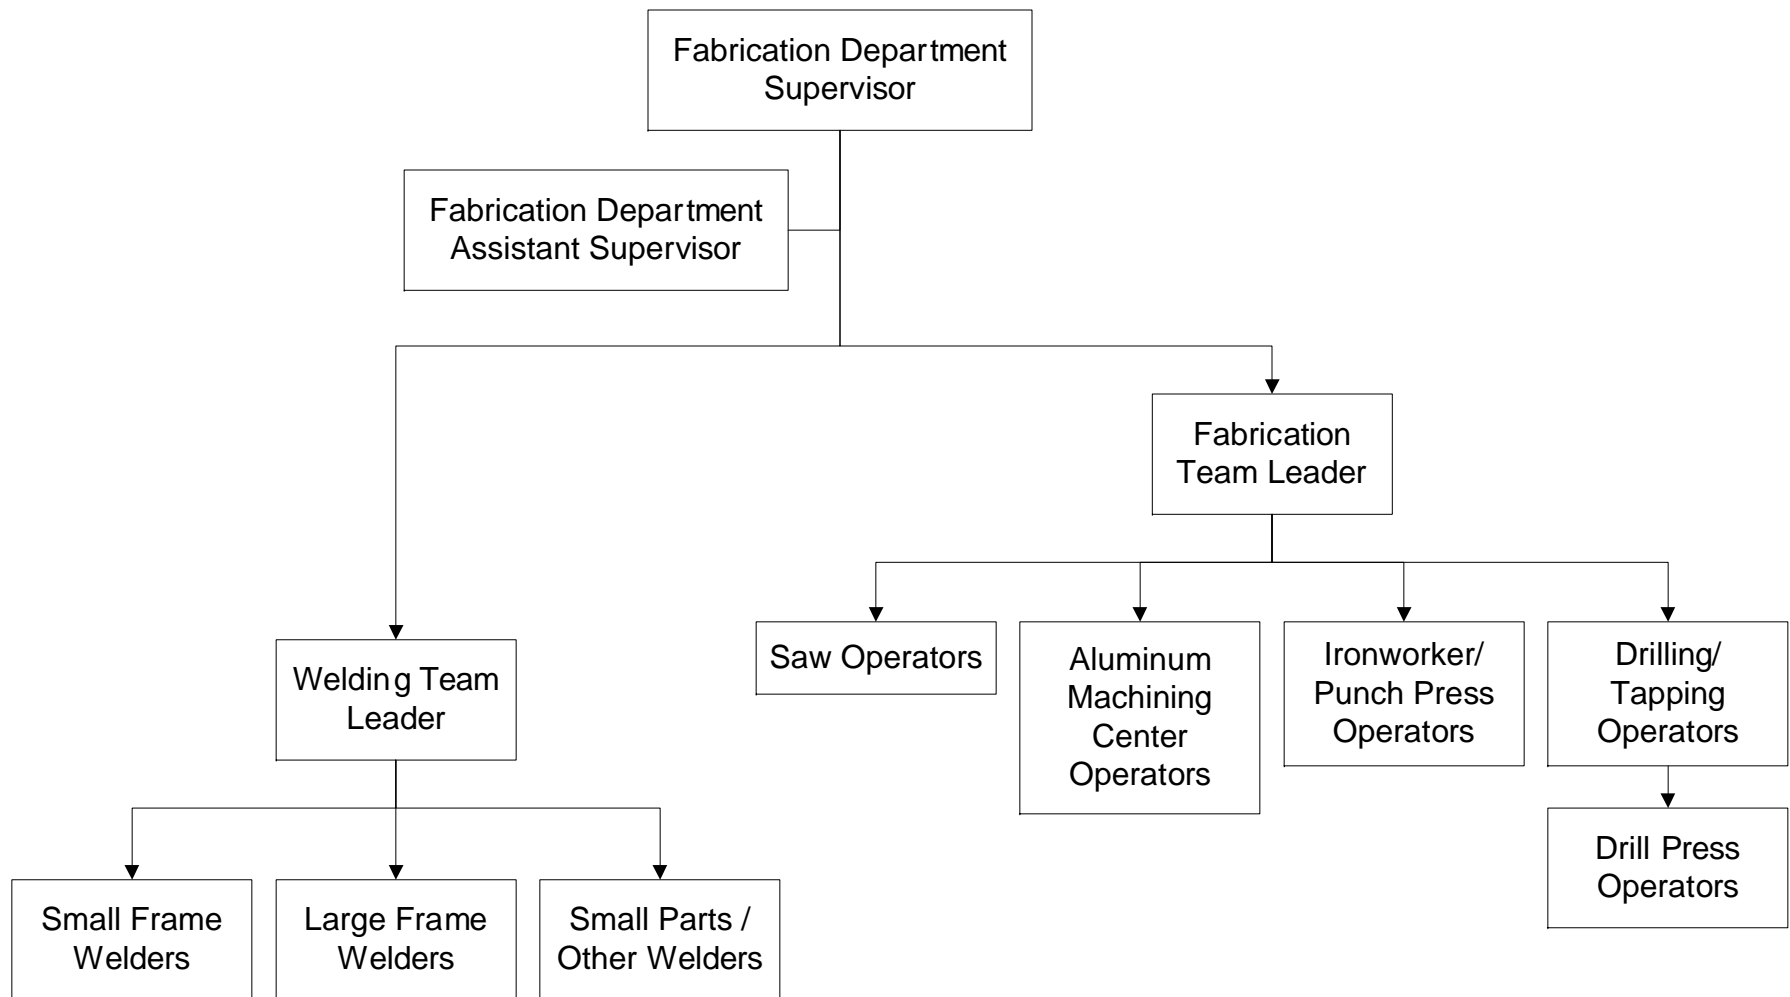 Fabrication Department
Supervisor
Fabrication Department
Assistant Supervisor
Fabrication
Team Leader
Saw Operators
Aluminum
Machining
Center
Operators
Ironworker/
Punch Press
Operators
Drilling/
Tapping
Operators
Drill Press
Operators
Welding Team
Leader
Small Frame
Welders
Large Frame
Welders
Small Parts /
Other Welders